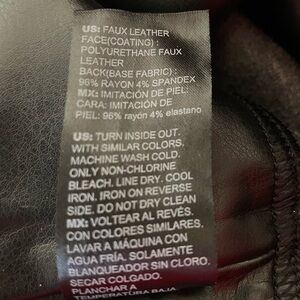 US: FAUX LEATHER
FACE(COATING) :
POLYURETHANE FAUX
LEATHER
BACK(BASE FABRIC) :
96% RAYON 4% SPANDEX
MX: IMITACIÓN DE PIEL:
CARA: IMITACIÓN DE
PIEL: 96% rayón 4% elastano
US: TURN INSIDE OUT.
WITH SIMILAR COLORS,
MACHINE WASH COLD.
ONLY NON-CHLORINE
BLEACH. LINE DRY. COOL
IRON. IRON ON REVERSE
SIDE. DO NOT DRY CLEAN
MX: VOLTEAR AL REVÉS.
CON COLORES SIMILARES.
LAVAR A MÁQUINA CON
AGUA FRÍA. SOLAMENTE
BLANQUEADOR SIN CLORO.
SECAR COLGADO.
PLANCHAR A
TEMPERATURA BAJA